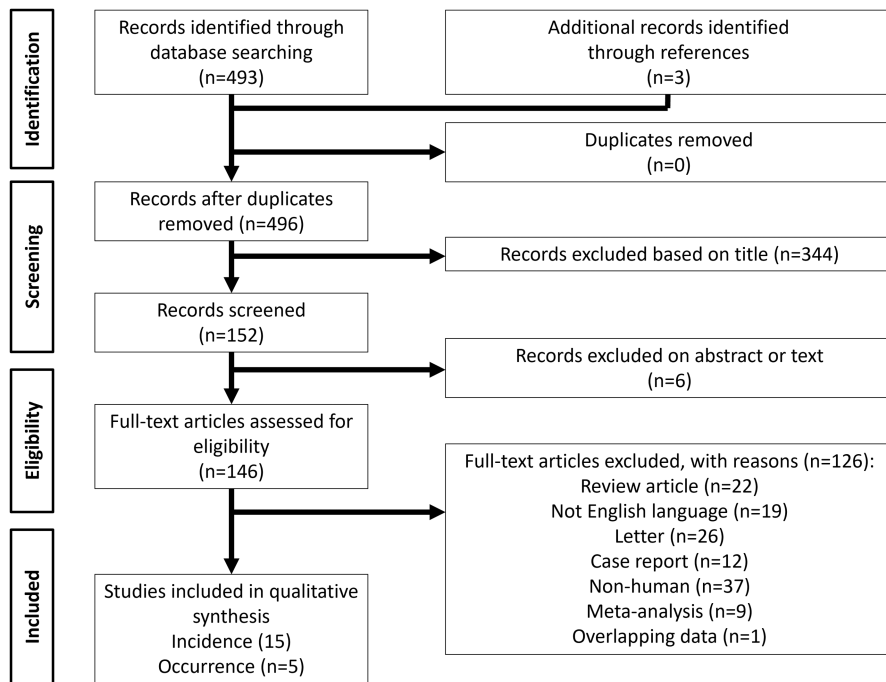 Identification
Records identified through
database searching
(n=493)
Additional records identified
through references
(n=3)
Duplicates removed
(n=0)
Screening
Records after duplicates
removed (n=496)
Records excluded based on title (n=344)
Records screened
(n=152)
Records excluded on abstract or text
(n=6)
Eligibility
Full-text articles assessed for
eligibility
(n=146)
Full-text articles excluded, with reasons (n=126):
Review article (n=22)
Not English language (n=19)
Letter (n=26)
Case report (n=12)
Non-human (n=37)
Meta-analysis (n=9)
Overlapping data (n=1)
Included
Studies included in qualitative
synthesis
Incidence (15)
Occurrence (n=5)